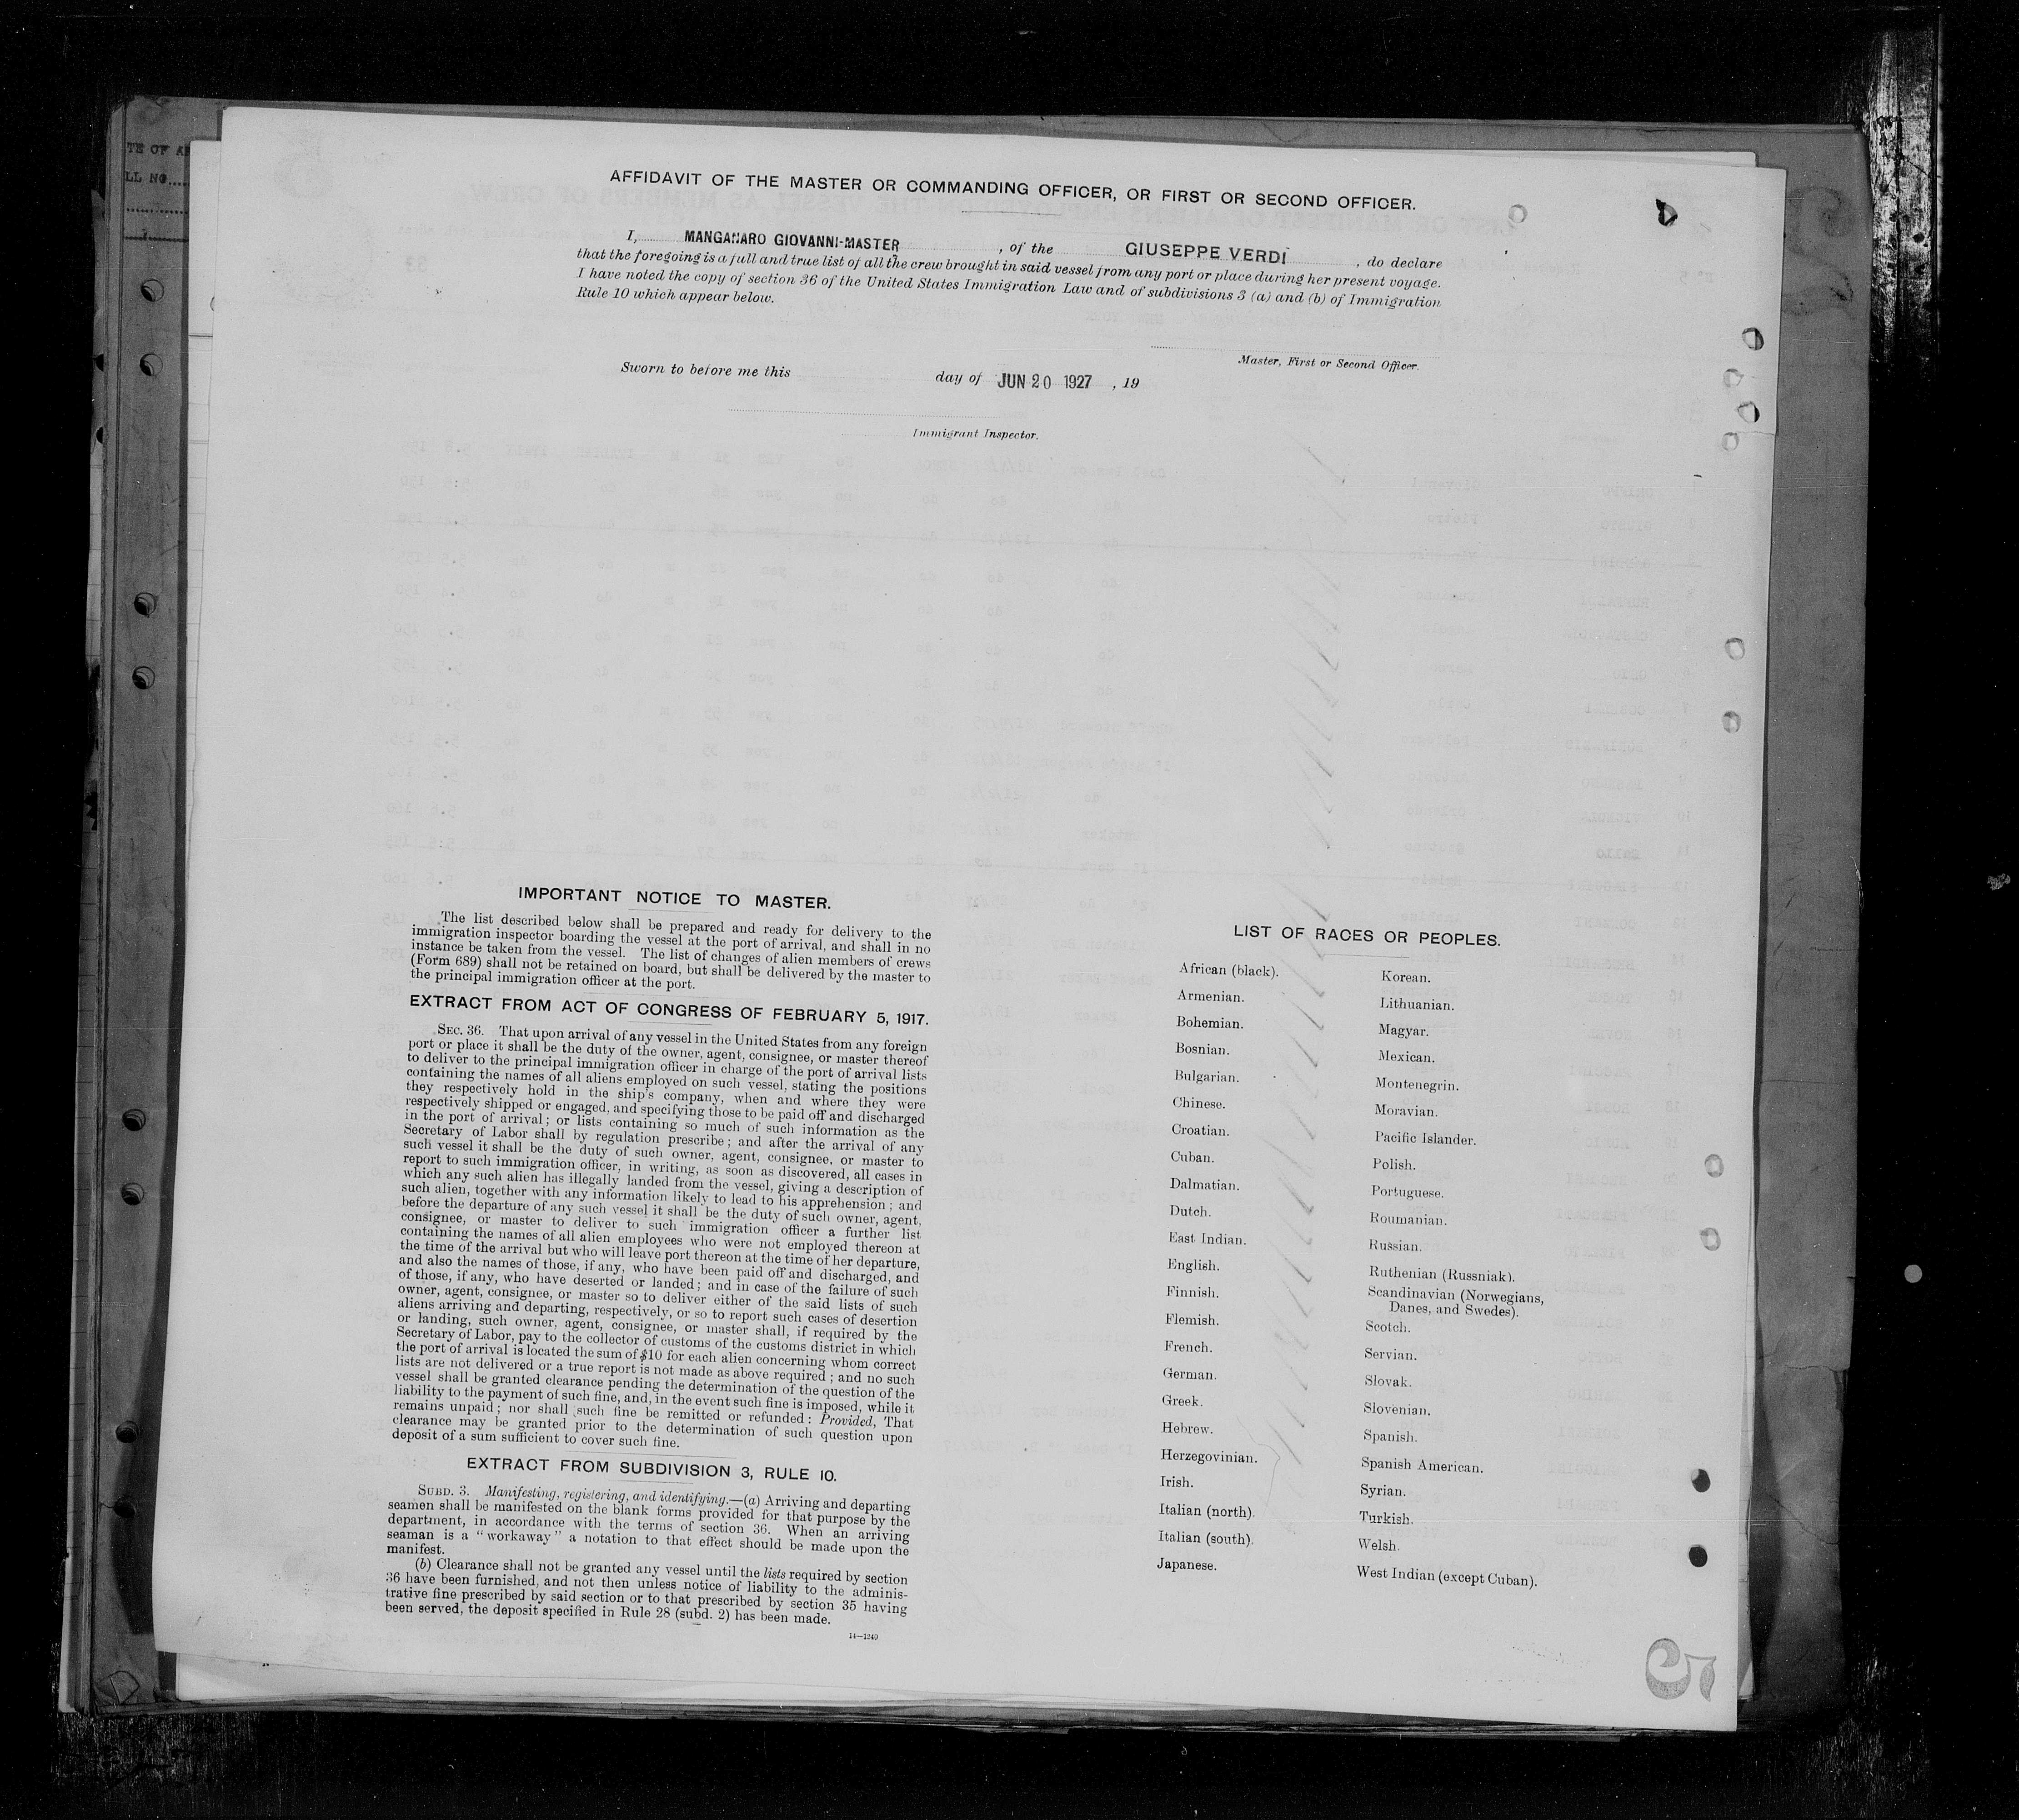 AFFIDAVIT OF THE MASTER OR COMMANDING OFFICER, OR FIRST OR SECOND OFFICER.
I, MANGANARO GIOVANNI-MASTER, of the GIUSEPPE VERDI, do declare
that the foregoing is a full and true list of all the crew brought in said vessel from any port or place during her present voyage.
I have noted the copy of section 36 of the United States Immigration Law and of subdivisions 3 (a) and (b) of Immigration
Rule 10 which appear below.
Master, First or Second Officer.
Sworn to before me this day of JUN 20 1927, 19
Immigrant Inspector.
IMPORTANT NOTICE TO MASTER.
The list described below shall be prepared and ready for delivery to the
immigration inspector boarding the vessel at the port of arrival, and shall in no
instance be taken from the vessel. The list of changes of alien members of crews
(Form 689) shall not be retained on board, but shall be delivered by the master to
the principal immigration officer at the port.
EXTRACT FROM ACT OF CONGRESS OF FEBRUARY 5, 1917.
SEC. 36. That upon arrival of any vessel in the United States from any foreign
port or place it shall be the duty of the owner, agent, consignee, or master thereof
to deliver to the principal immigration officer in charge of the port of arrival lists
containing the names of all aliens employed on such vessel, stating the positions
they respectively hold in the ship's company, when and where they were
respectively shipped or engaged, and specifying those to be paid off and discharged
in the port of arrival; or lists containing so much of such information as the
Secretary of Labor shall by regulation prescribe; and after the arrival of any
such vessel it shall be the duty of such owner, agent, consignee, or master to
report to such immigration officer, in writing, as soon as discovered, all cases in
which any such alien has illegally landed from the vessel, giving a description of
such alien, together with any information likely to lead to his apprehension; and
before the departure of any such vessel it shall be the duty of such owner, agent,
consignee, or master to deliver to such immigration officer a further list
containing the names of all alien employees who were not employed thereon at
the time of the arrival but who will leave port thereon at the time of her departure,
and also the names of those, if any, who have been paid off and discharged, and
of those, if any, who have deserted or landed; and in case of the failure of such
owner, agent, consignee, or master so to deliver either of the said lists of such
aliens arriving and departing, respectively, or so to report such cases of desertion
or landing, such owner, agent, consignee, or master shall, if required by the
Secretary of Labor, pay to the collector of customs of the customs district in which
the port of arrival is located the sum of $10 for each alien concerning whom correct
lists are not delivered or a true report is not made as above required; and no such
vessel shall be granted clearance pending the determination of the question of the
liability to the payment of such fine, and, in the event such fine is imposed, while it
remains unpaid; nor shall such fine be remitted or refunded: Provided, That
clearance may be granted prior to the determination of such question upon
deposit of a sum sufficient to cover such fine.
EXTRACT FROM SUBDIVISION 3, RULE 10.
SUBD. 3. Manifesting, registering, and identifying.—(a) Arriving and departing
seamen shall be manifested on the blank forms provided for that purpose by the
department, in accordance with the terms of section 36. When an arriving
seaman is a "workaway" a notation to that effect should be made upon the
manifest.
(b) Clearance shall not be granted any vessel until the lists required by section
36 have been furnished, and not then unless notice of liability to the adminis-
trative fine prescribed by said section or to that prescribed by section 35 having
been served, the deposit specified in Rule 28 (subd. 2) has been made.
14—1240
LIST OF RACES OR PEOPLES.
African (black).
Armenian.
Bohemian.
Bosnian.
Bulgarian.
Chinese.
Croatian.
Cuban.
Dalmatian.
Dutch.
East Indian.
English.
Finnish.
Flemish.
French.
German.
Greek.
Hebrew.
Herzegovinian.
Irish.
Italian (north).
Italian (south).
Japanese.
Korean.
Lithuanian.
Magyar.
Mexican.
Montenegrin.
Moravian.
Pacific Islander.
Polish.
Portuguese.
Roumanian.
Russian.
Ruthenian (Russniak).
Scandinavian (Norwegians,
Danes, and Swedes).
Scotch.
Servian.
Slovak.
Slovenian.
Spanish.
Spanish American.
Syrian.
Turkish.
Welsh.
West Indian (except Cuban).
5